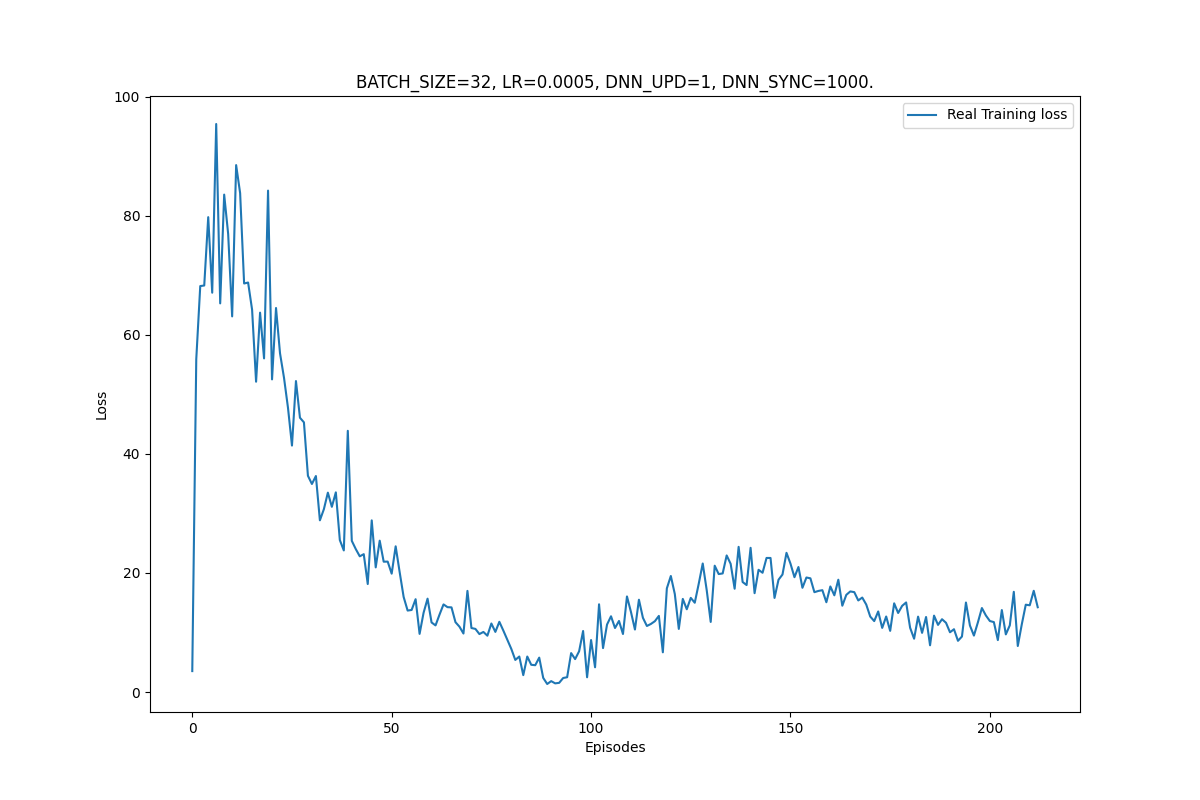 BATCH_SIZE=32, LR=0.0005, DNN_UPD=1, DNN_SYNC=1000.
Real Training loss
100
80
60
40
20
0
Loss
0 50 100 150 200
Episodes